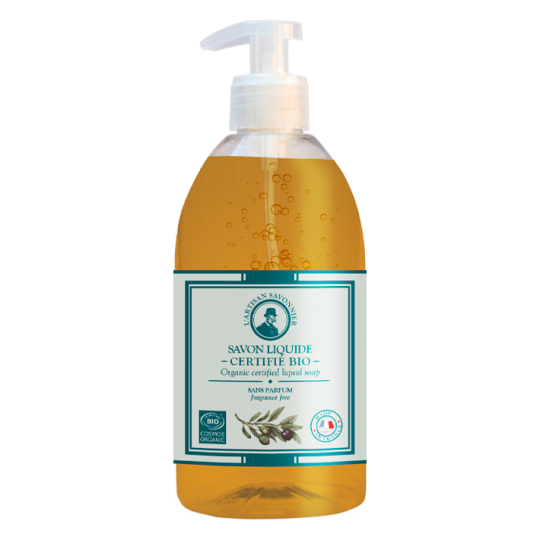 L'ARTISAN SAVONNIER
SAVON LIQUIDE
– CERTIFIÉ BIO –
Organic certified liquid soap
SANS PARFUM
fragrance free
BIO
COSMOS
ORGANIC